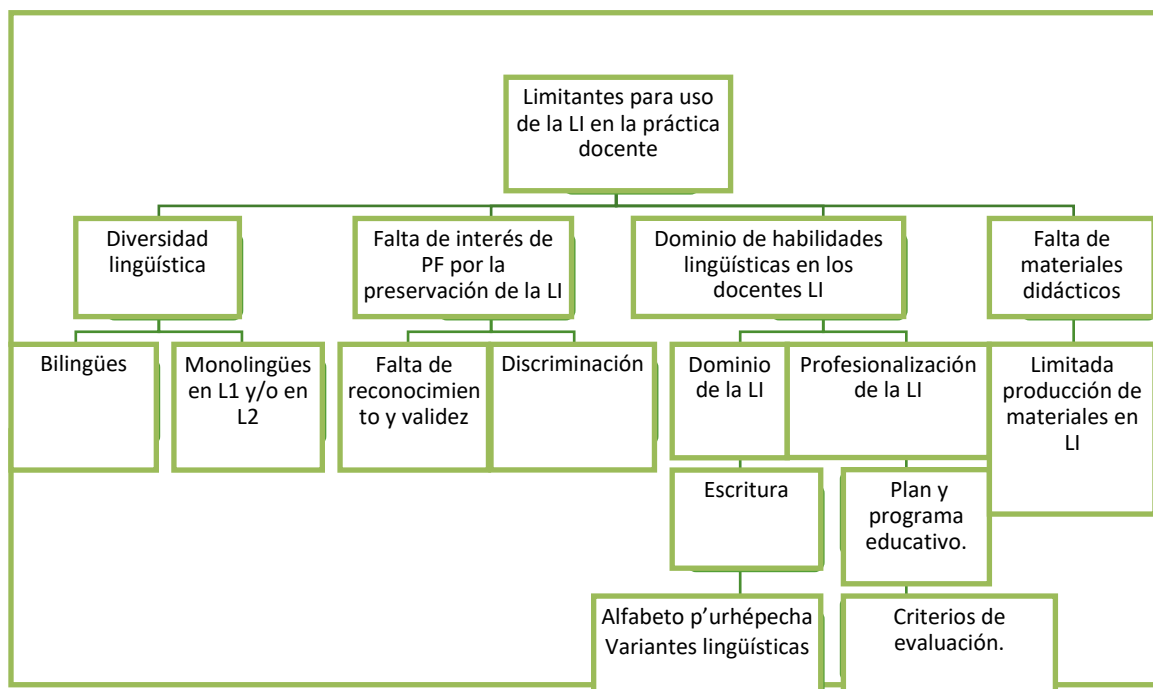 Limitantes para uso
de la LI en la práctica
docente
Diversidad
lingüística
Falta de interés de
PF por la
preservación de la LI
Dominio de habilidades
lingüísticas en los
docentes LI
Falta de
materiales
didácticos
Bilingües
Monolingües
en L1 y/o en
L2
Falta de
reconocimien
to y validez
Discriminación
Dominio
de la LI
Profesionalización
de la LI
Limitada
producción de
materiales en
LI
Escritura
Plan y
programa
educativo.
Alfabeto p’urhépecha
Variantes lingüísticas
Criterios de
evaluación.